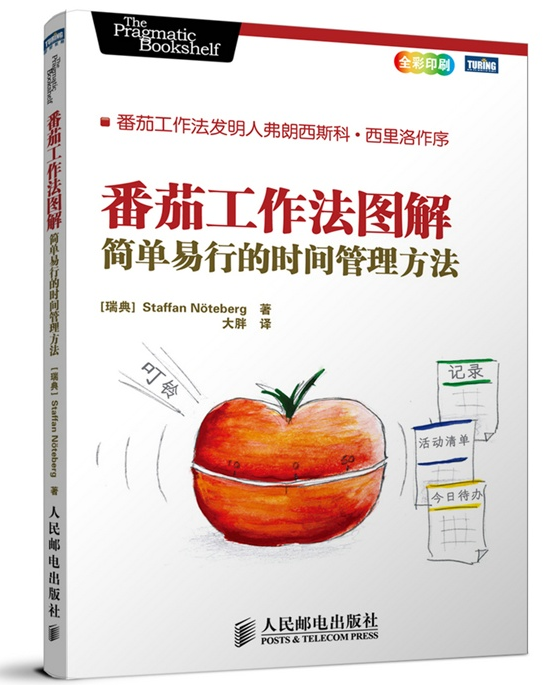 The
Pragmatic
Bookshelf
全彩印刷
TURING
番茄工作法发明人弗朗西斯科·西里洛作序
番茄工作法图解
简单易行的时间管理方法
[瑞典] Staffan Nöteberg 著
大胖 译
叮铃
记录
活动清单
今日待办
人民邮电出版社
POSTS & TELECOM PRESS
The
Pragmatic
Bookshelf
番茄工作法图解
简单易行的时间管理方法
[瑞典] Staffan Nöteberg 著
人民邮电出版社